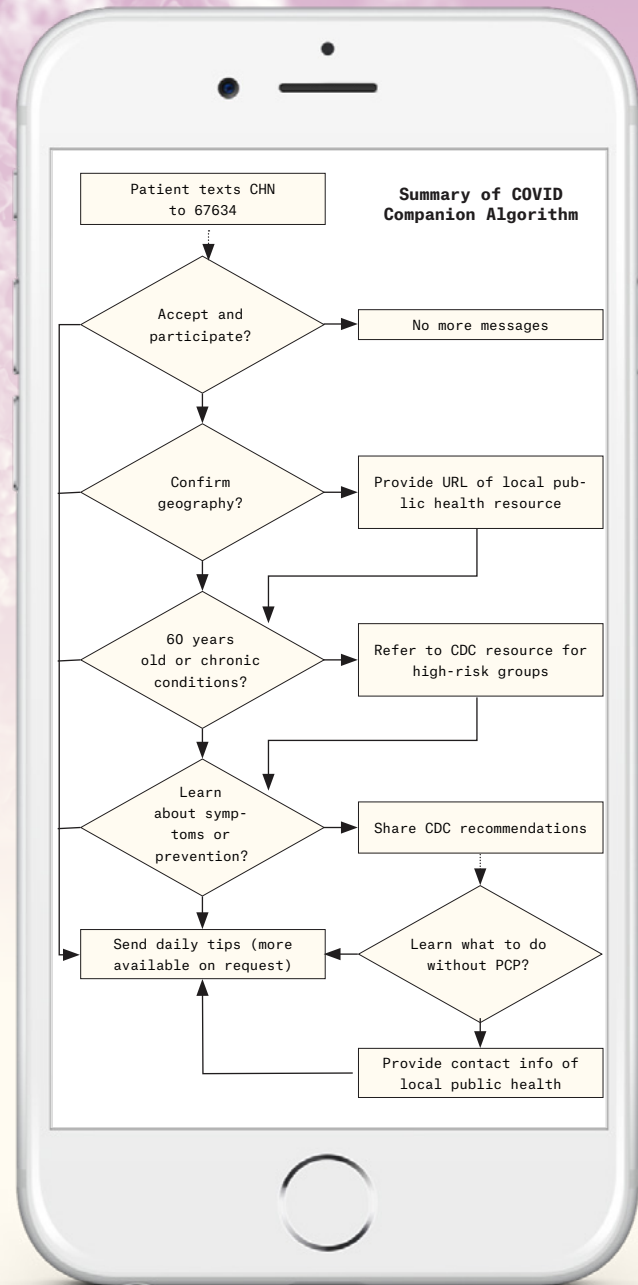 Patient texts CHN
to 67634
Summary of COVID
Companion Algorithm
Accept and
participate?
No more messages
Confirm
geography?
Provide URL of local pub-
lic health resource
60 years
old or chronic
conditions?
Refer to CDC resource for
high-risk groups
Learn
about symp-
toms or
prevention?
Share CDC recommendations
Send daily tips (more
available on request)
Learn what to do
without PCP?
Provide contact info of
local public health